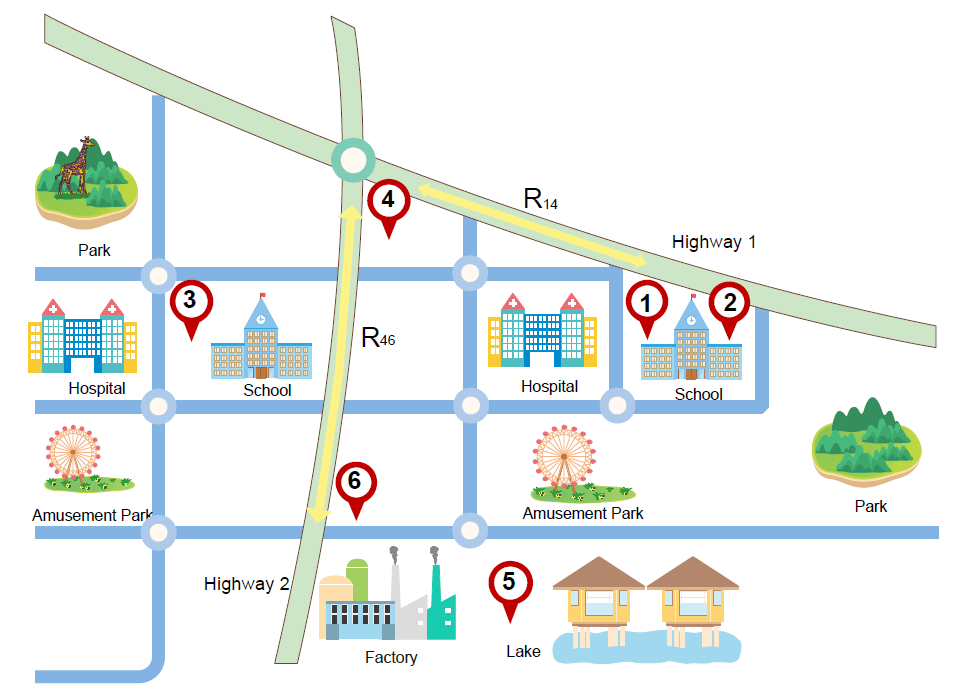 4
R14
Highway 1
Park
3
1
2
R46
Hospital
School
Hospital
School
6
Amusement Park
Amusement Park
Park
Highway 2
5
Factory
Lake